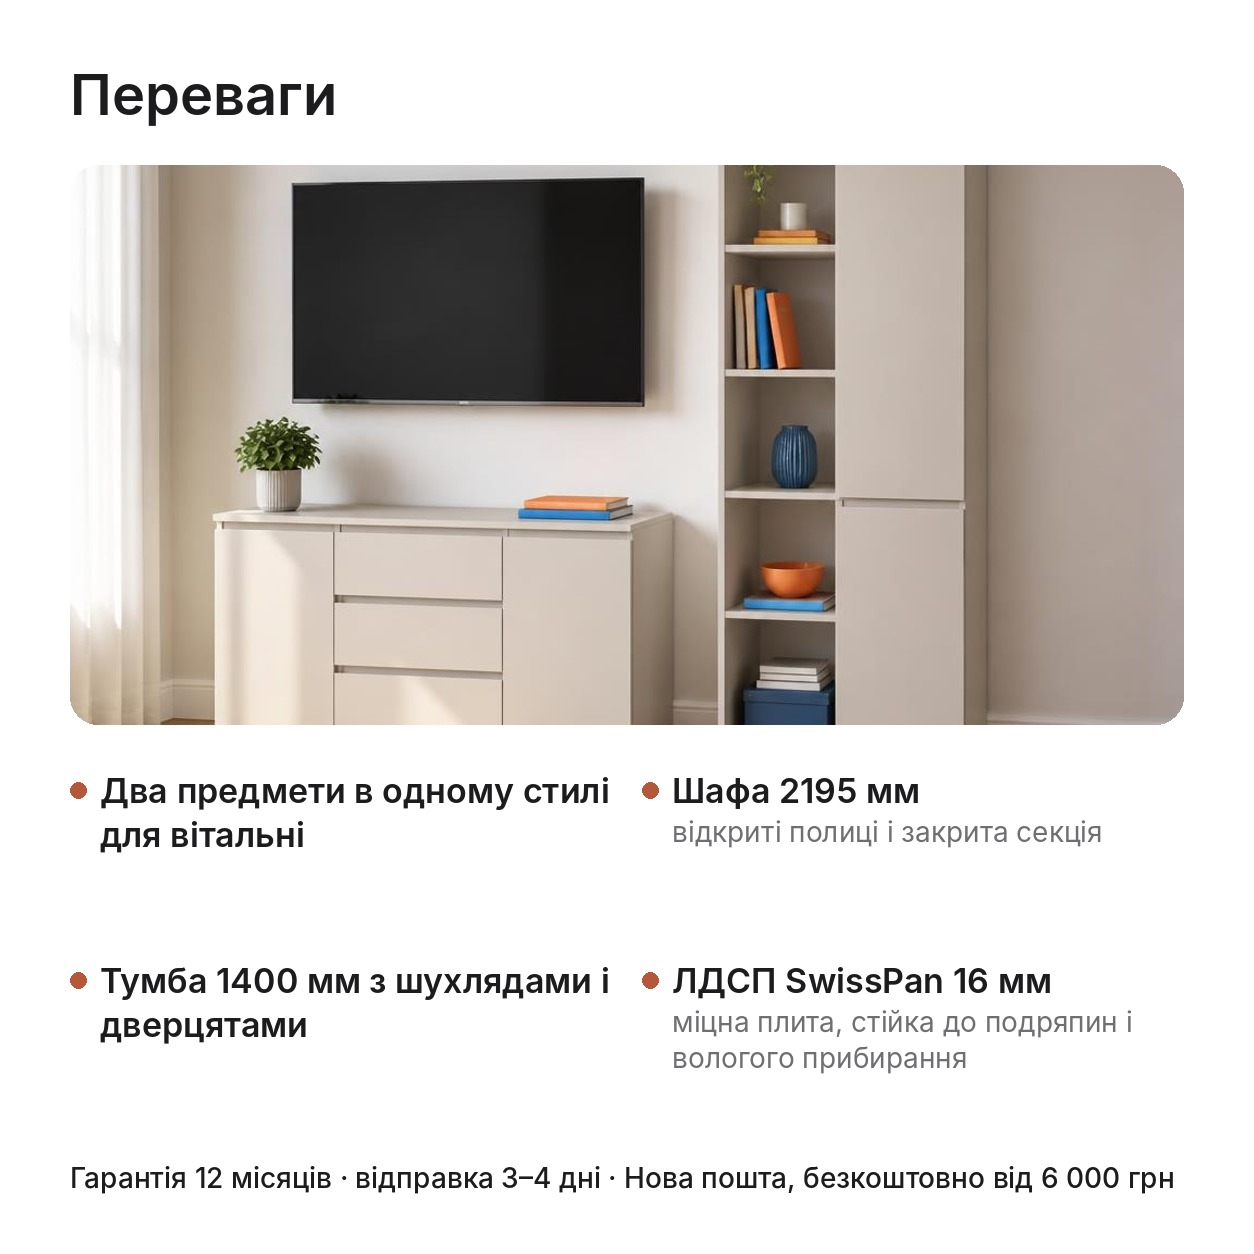 Переваги
Два предмети в одному стилі
для вітальні
Шафа 2195 мм
відкриті полиці і закрита секція
Тумба 1400 мм з шухлядами і
дверцятами
ЛДСП SwissPan 16 мм
міцна плита, стійка до подряпин і
вологого прибирання
Гарантія 12 місяців · відправка 3–4 дні · Нова пошта, безкоштовно від 6 000 грн